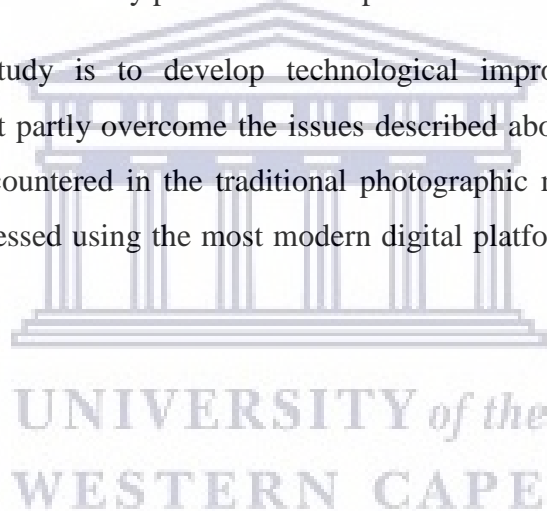 tudy is to develop technological impro
t partly overcome the issues described abo
countered in the traditional photographic
essed using the most modern digital platfo
UNIVERSITY of the
WESTERN CAPE